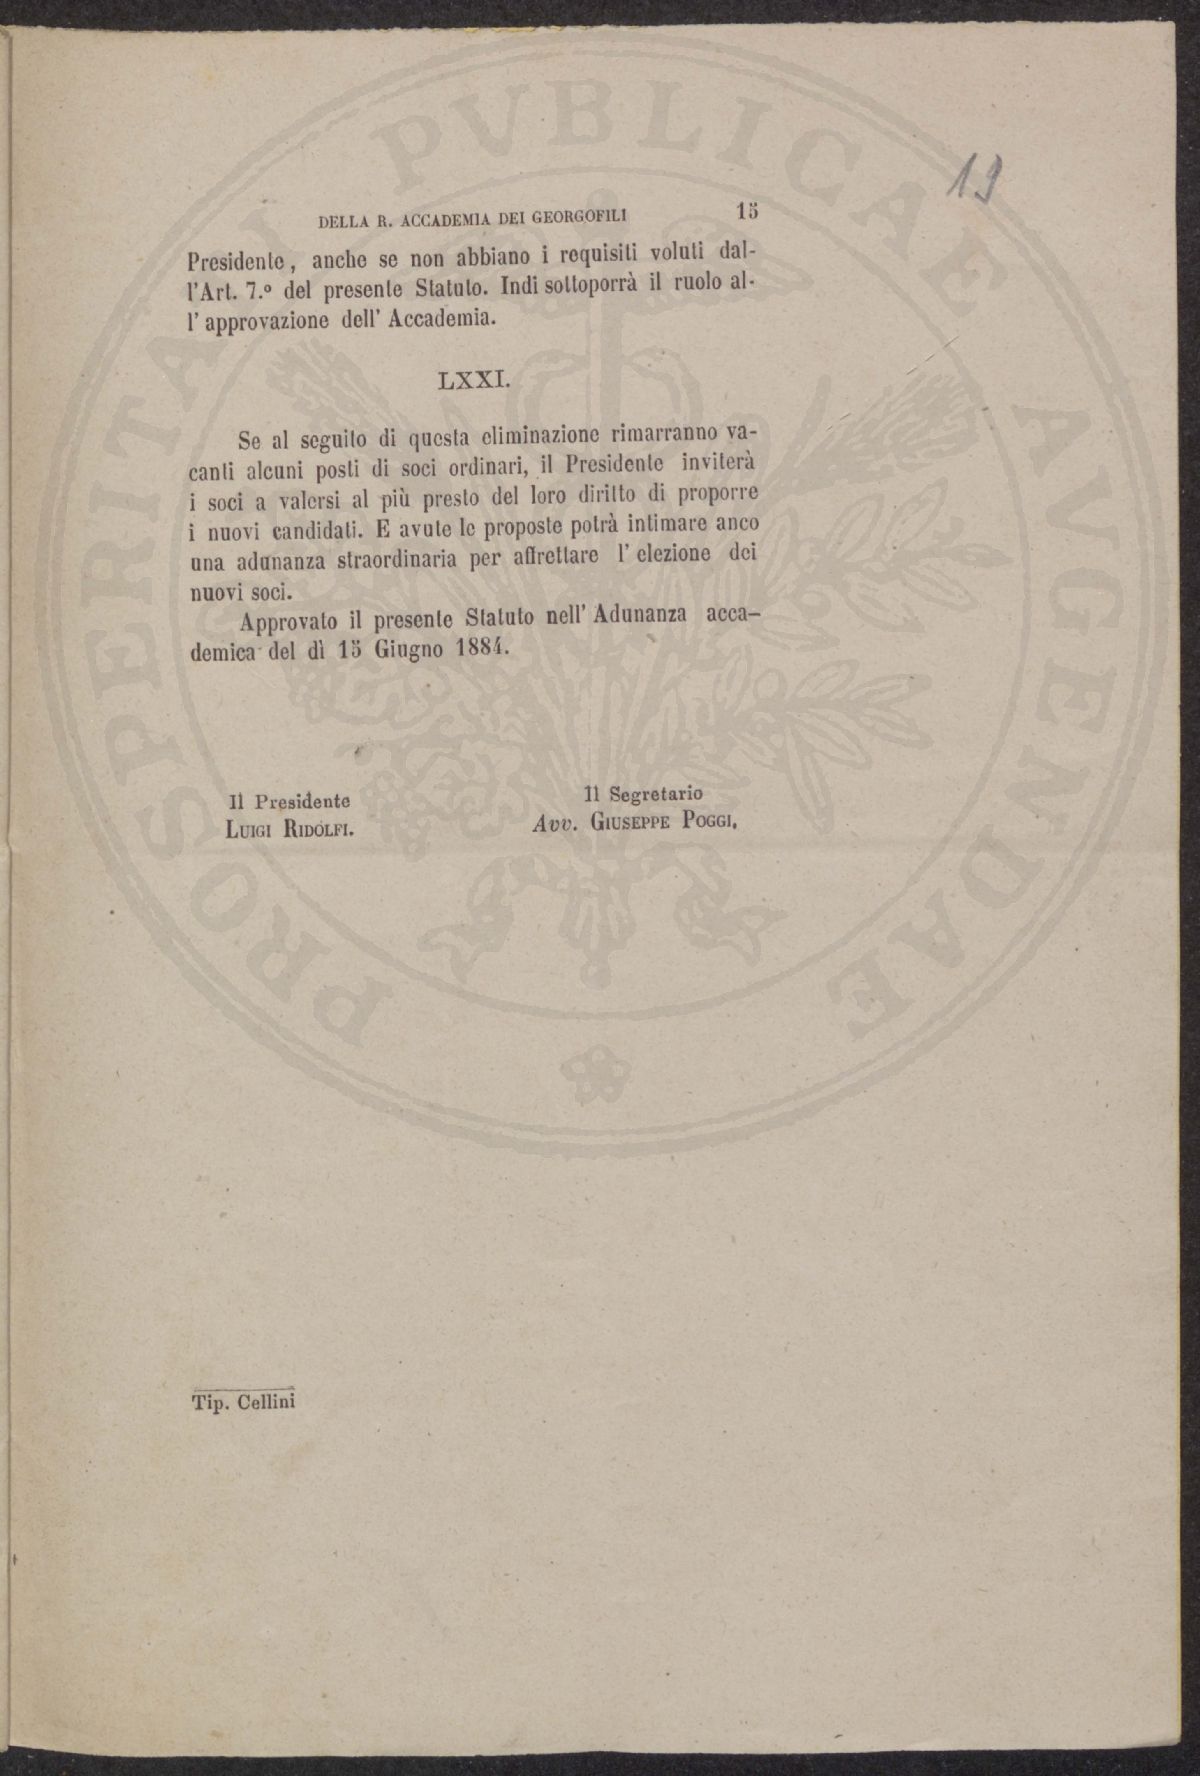 19
DELLA R. ACCADEMIA DEI GEORGOFILI 15
Presidente, anche se non abbiano i requisiti voluti dal-
l'Art. 7.º del presente Statuto. Indi sottoporrà il ruolo al-
l'approvazione dell' Accademia.
LXXI.
Se al seguito di questa eliminazione rimarranno va-
canti alcuni posti di soci ordinari, il Presidente inviterà
i soci a valersi al più presto del loro diritto di proporre
i nuovi candidati. E avute le proposte potrà intimare anco
una adunanza straordinaria per affrettare l' elezione dei
nuovi soci.
Approvato il presente Statuto nell' Adunanza acca-
demica del dì 15 Giugno 1884.
Il Presidente
LUIGI RIDOLFI.
Il Segretario
Avv. GIUSEPPE POGGI.
Tip. Cellini
PROSPERITATI PVBLICAE AVGENDAE